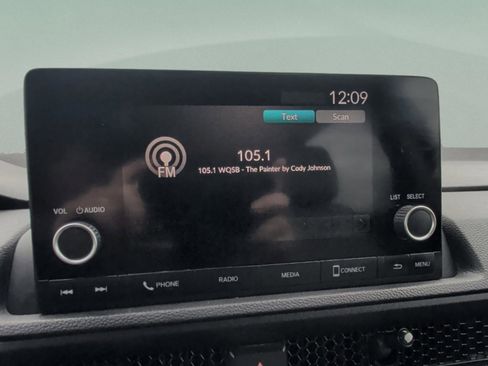 12:09
Text Scan
FM
105.1
105.1 WQSB - The Painter by Cody Johnson
VOL AUDIO
LIST SELECT
PHONE RADIO MEDIA CONNECT MENU